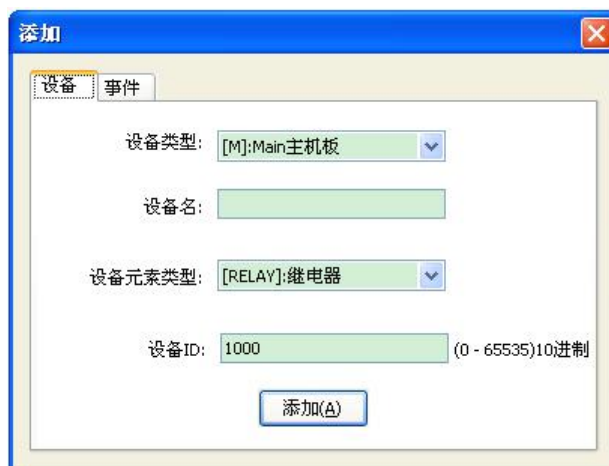 添加
设备 事件
设备类型: [M]:Main主机板
设备名:
设备元素类型: [RELAY]:继电器
设备ID: 1000 (0 - 65535)10进制
添加(A)